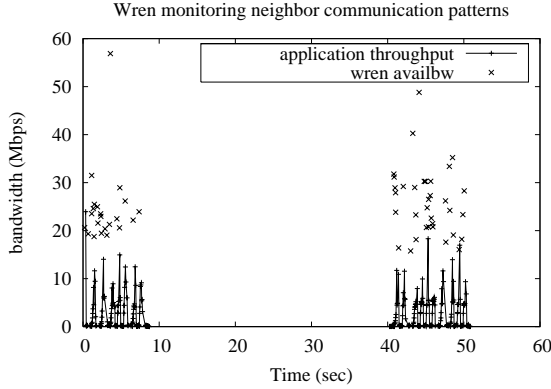 Wren monitoring neighbor communication patterns
60
application throughput
wren availbw
50
40
30
20
10
0
bandwidth (Mbps)
0 10 20 30 40 50 60
Time (sec)